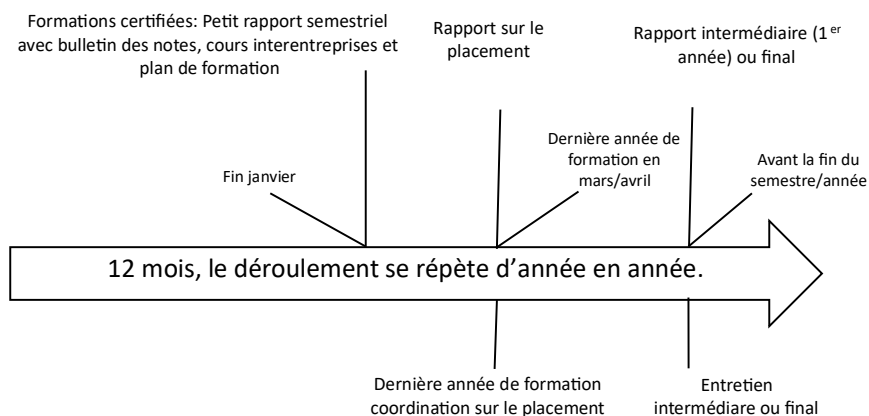 Formations certifiées: Petit rapport semestriel
avec bulletin des notes, cours interentreprises et
plan de formation
Rapport sur le
placement
Rapport intermédiaire (1er
année) ou final
Fin janvier
Dernière année de
formation en
mars/avril
Avant la fin du
semestre/année
12 mois, le déroulement se répète d’année en année.
Dernière année de formation
coordination sur le placement
Entretien
intermédiare ou final